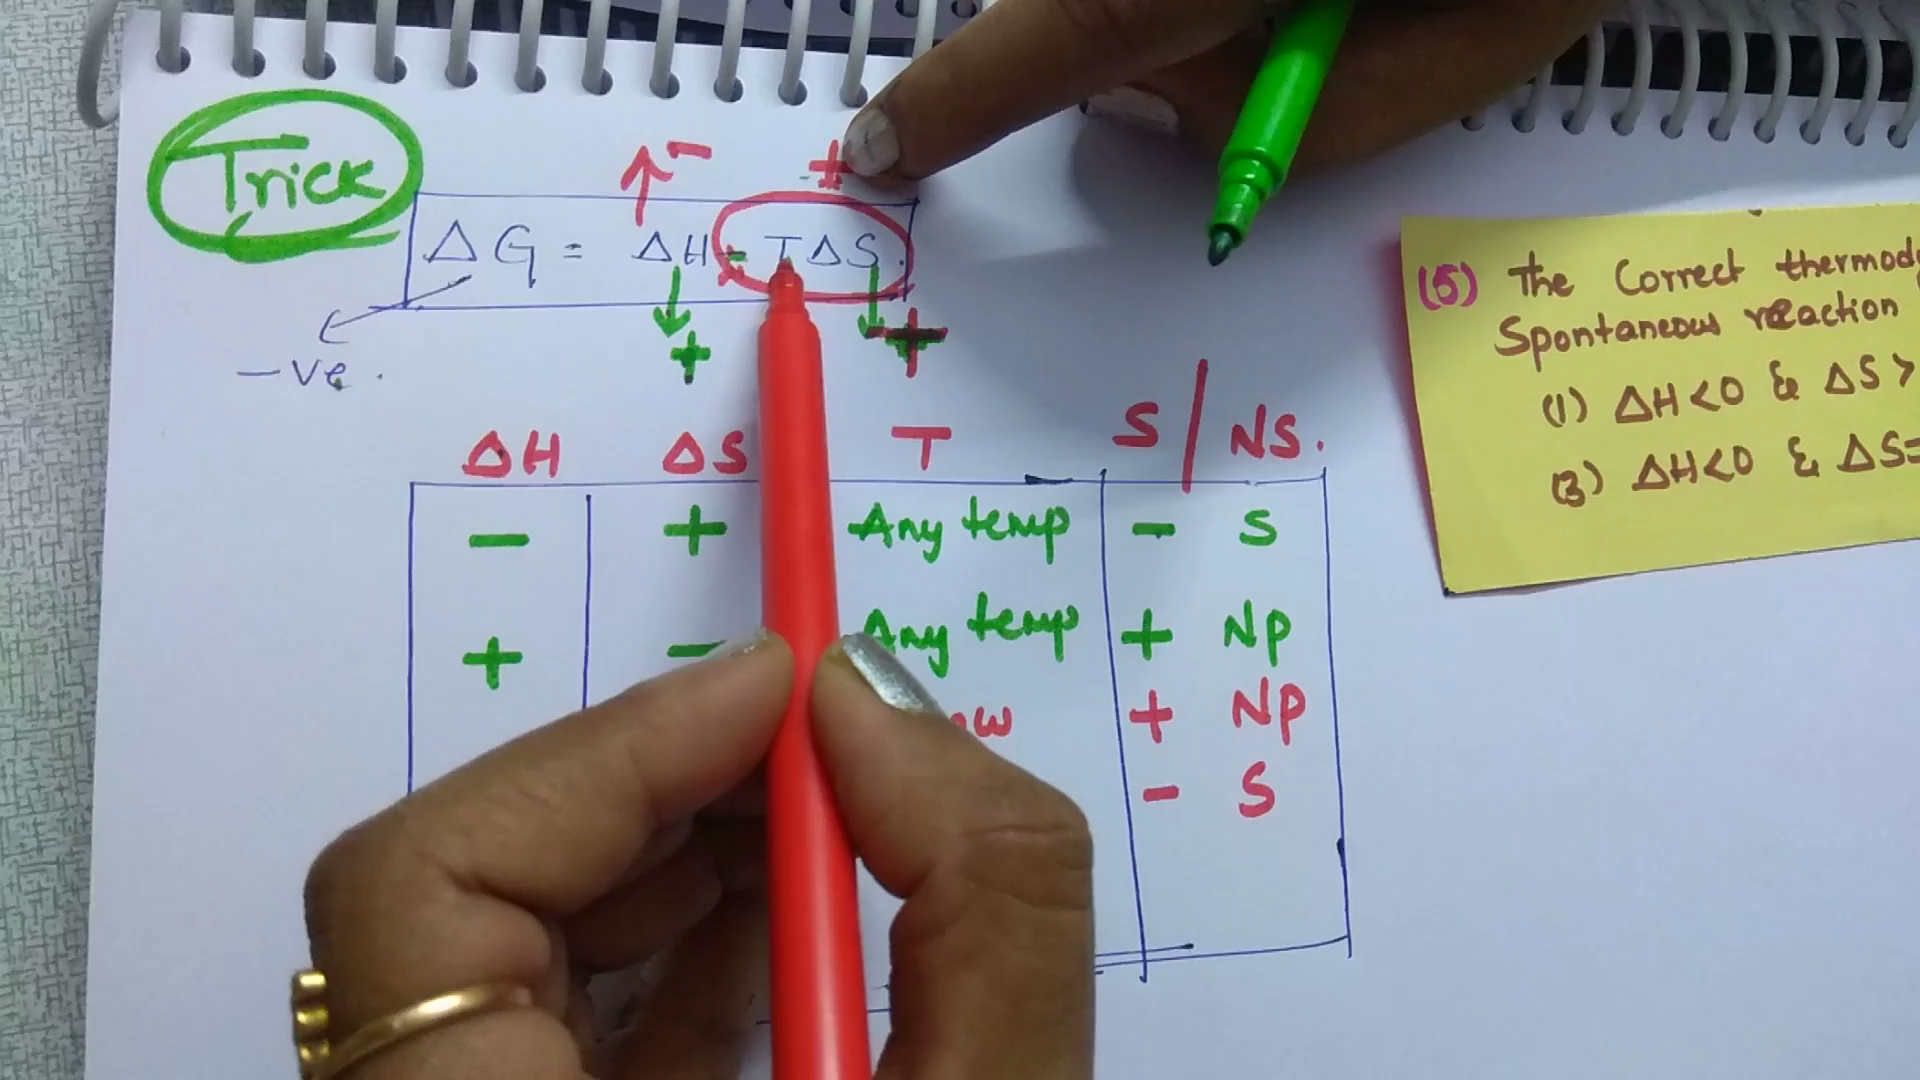 Trick
↑ - +
ΔG = ΔH - TΔS.
-ve. + +
ΔH ΔS T S / NS.
- + Any temp - S
+ - Any temp + Np
+ Np
- S
(5) The Correct
Spontaneous reaction
(1) ΔH<0 & ΔS>
(3) ΔH<0 & ΔS=